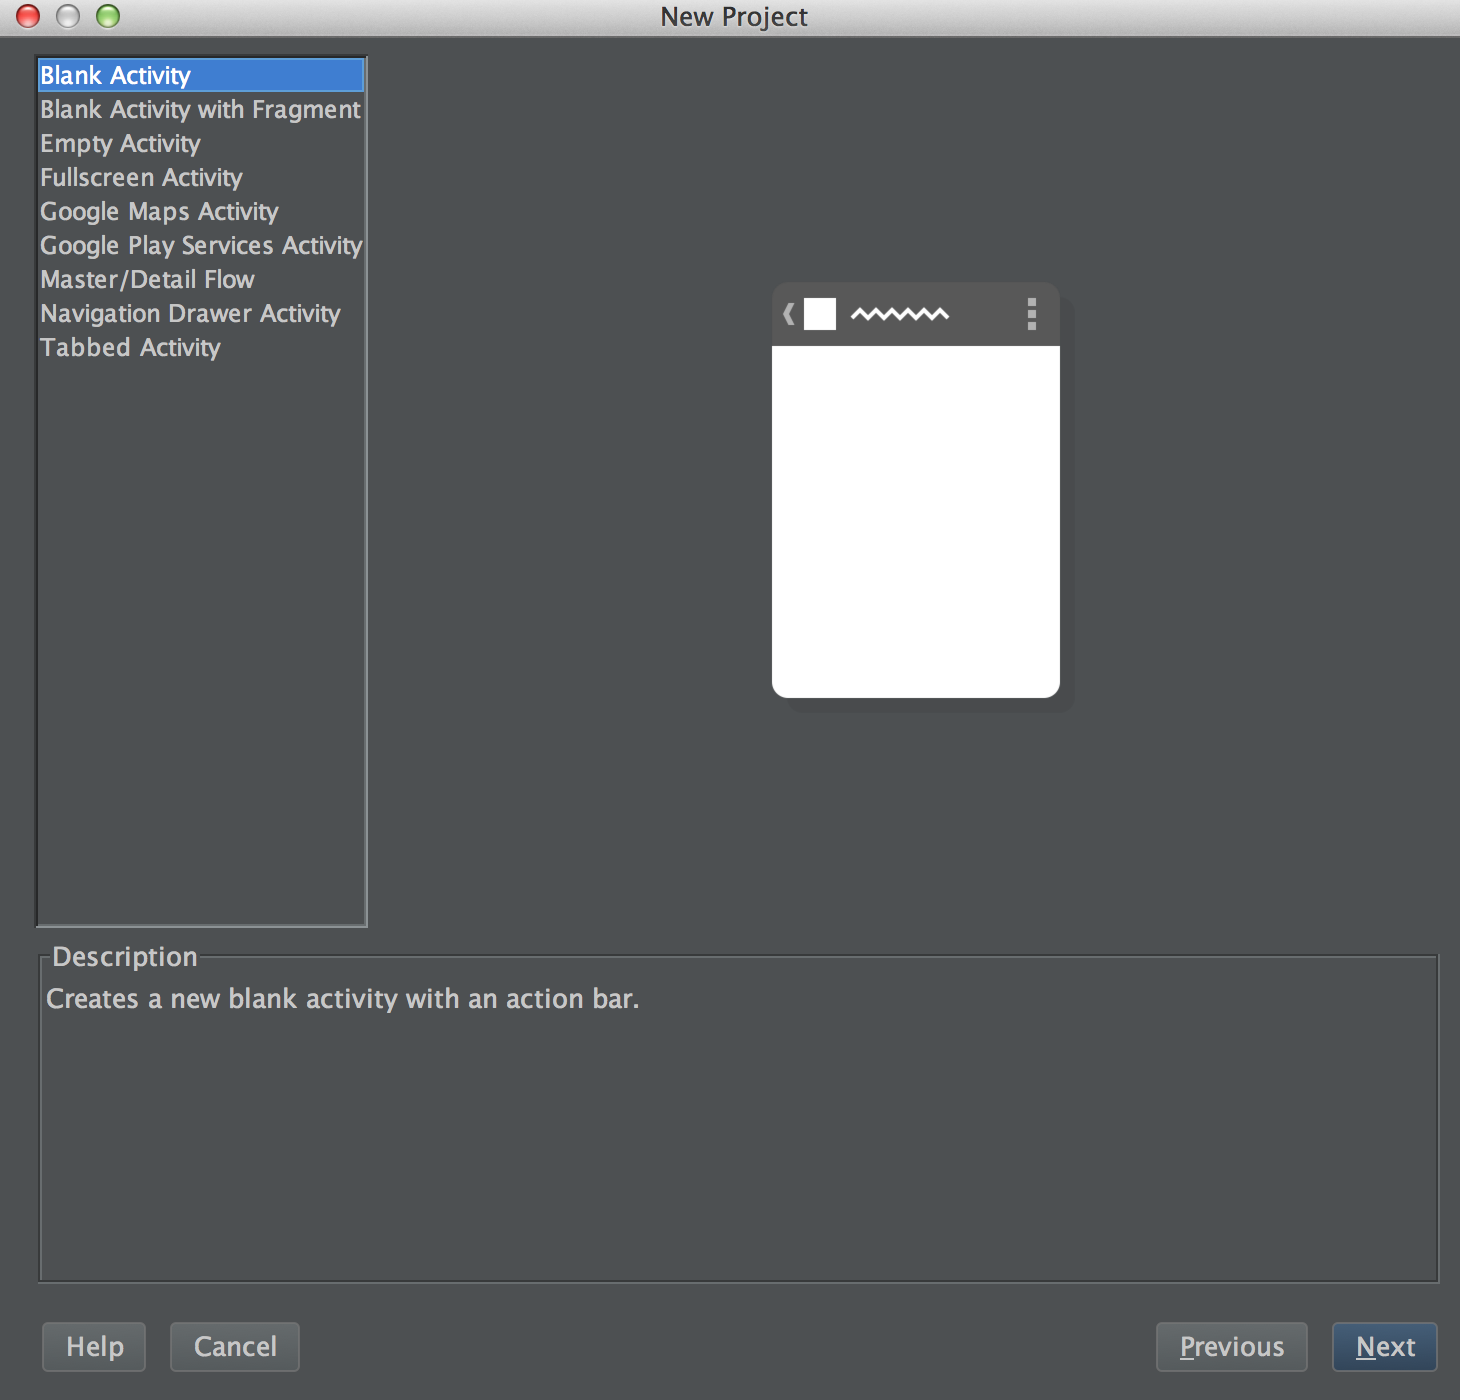 New Project
Blank Activity
Blank Activity with Fragment
Empty Activity
Fullscreen Activity
Google Maps Activity
Google Play Services Activity
Master/Detail Flow
Navigation Drawer Activity
Tabbed Activity
Description
Creates a new blank activity with an action bar.
Help
Cancel
Previous
Next